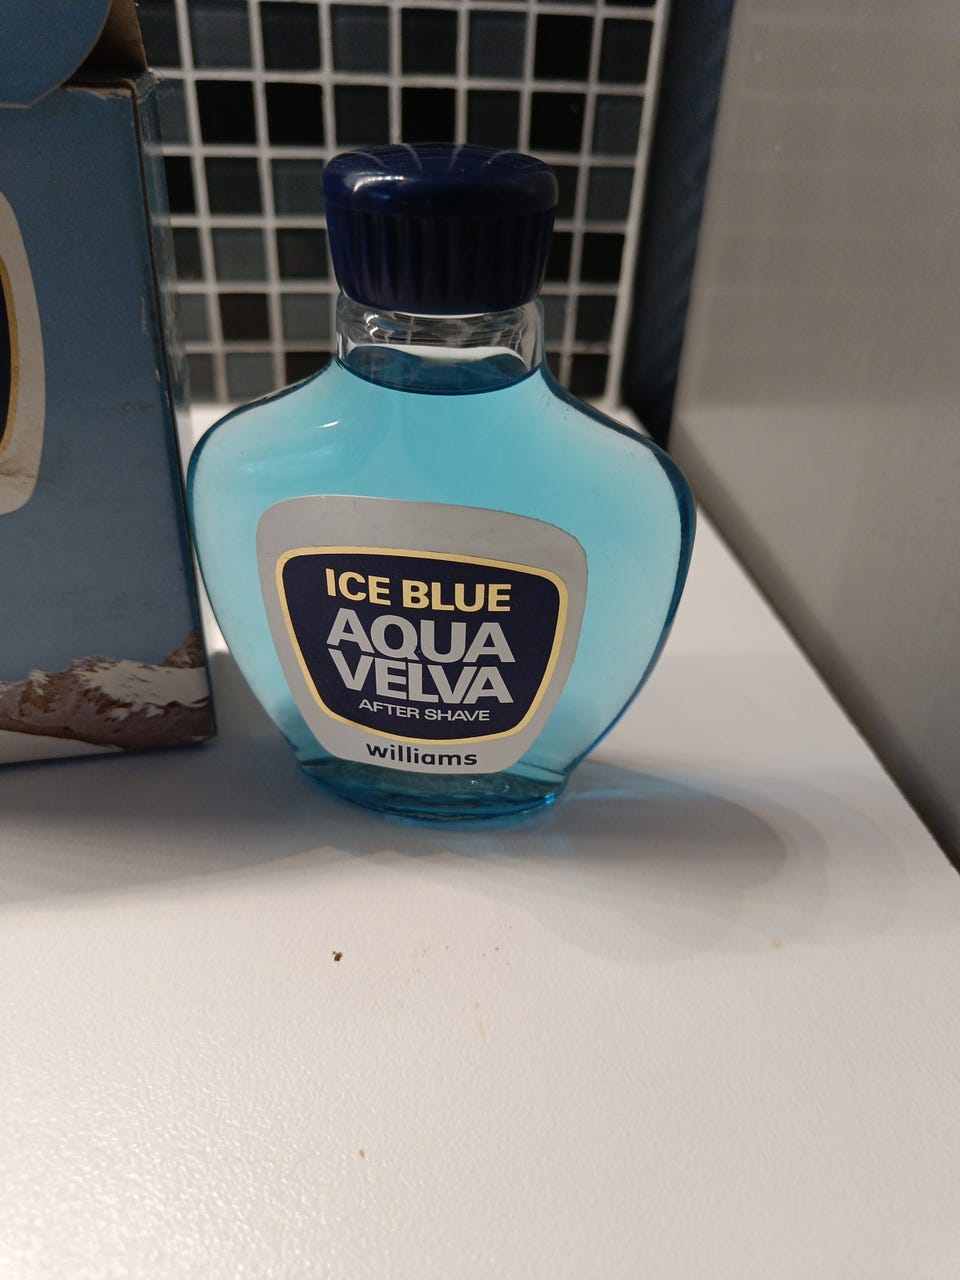 ICE BLUE
AQUA
VELVA
AFTER SHAVE
williams